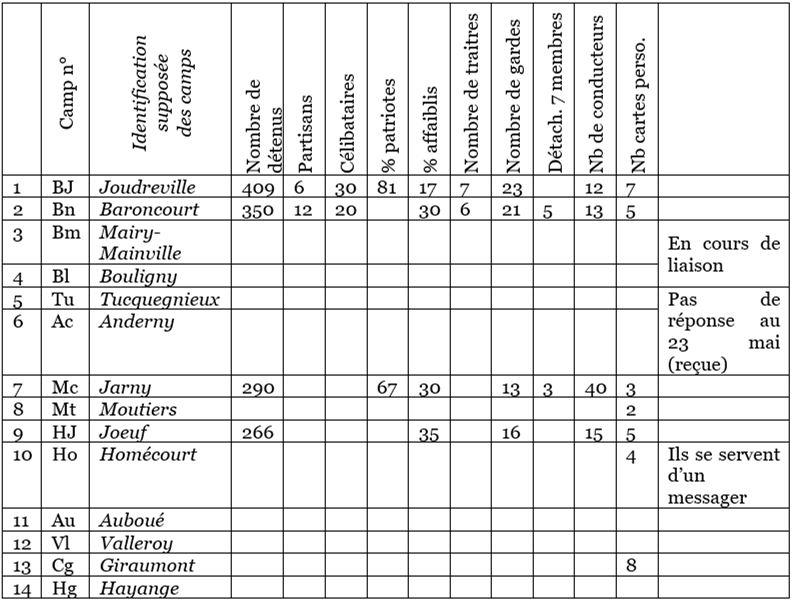 Camp n° Identification supposée des camps Nombre de détenus Partisans Célibataires % patriotes % affaiblis Nombre de traitres Nombre de gardes Détach. 7 membres Nb de conducteurs Nb cartes perso.
1 BJ Joudreville 409 6 30 81 17 7 23 12 7
2 Bn Baroncourt 350 12 20 30 6 21 5 13 5
3 Bm Mairy-
Mainville
En cours de
liaison
4 Bl Bouligny
5 Tu Tucquegnieux
Pas de
6 Ac Anderny
réponse au
23 mai
(reçue)
7 Mc Jarny 290 67 30 13 3 40 3
8 Mt Moutiers 2
9 HJ Joeuf 266 35 16 15 5
10 Ho Homécourt 4 Ils se servent
d'un
messager
11 Au Auboué
12 Vl Valleroy
13 Cg Giraumont 8
14 Hg Hayange